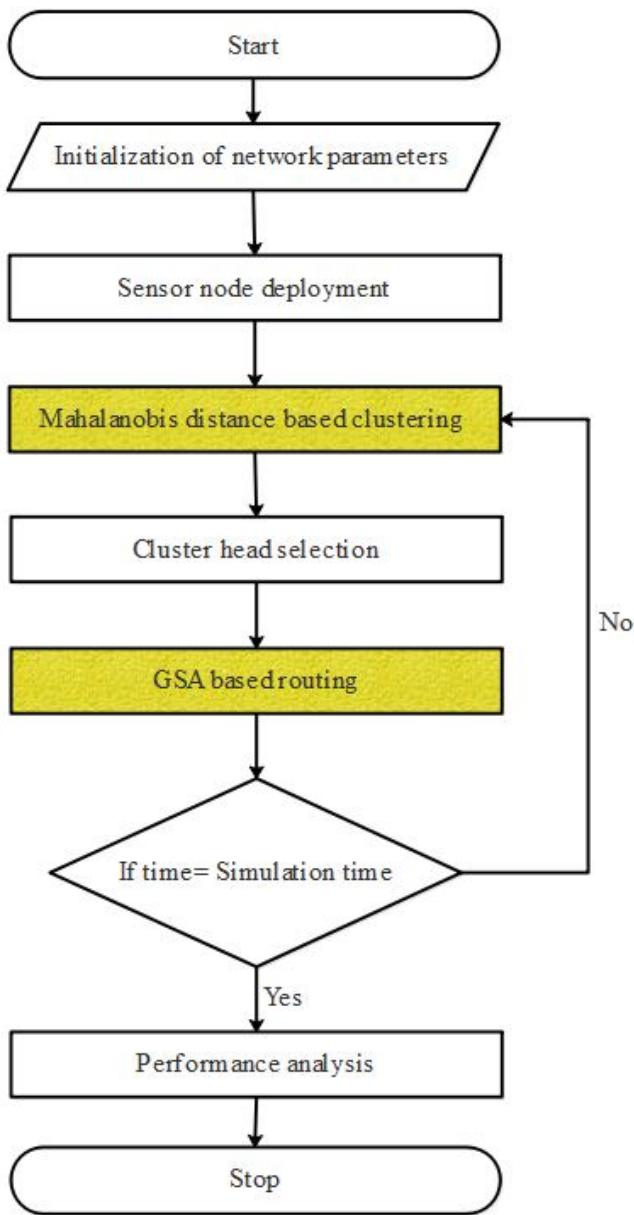 Start
Initialization of network parameters
Sensor node deployment
Mahalanobis distance based clustering
Cluster head selection
No
GSA based routing
If time= Simulation time
Yes
Performance analysis
Stop